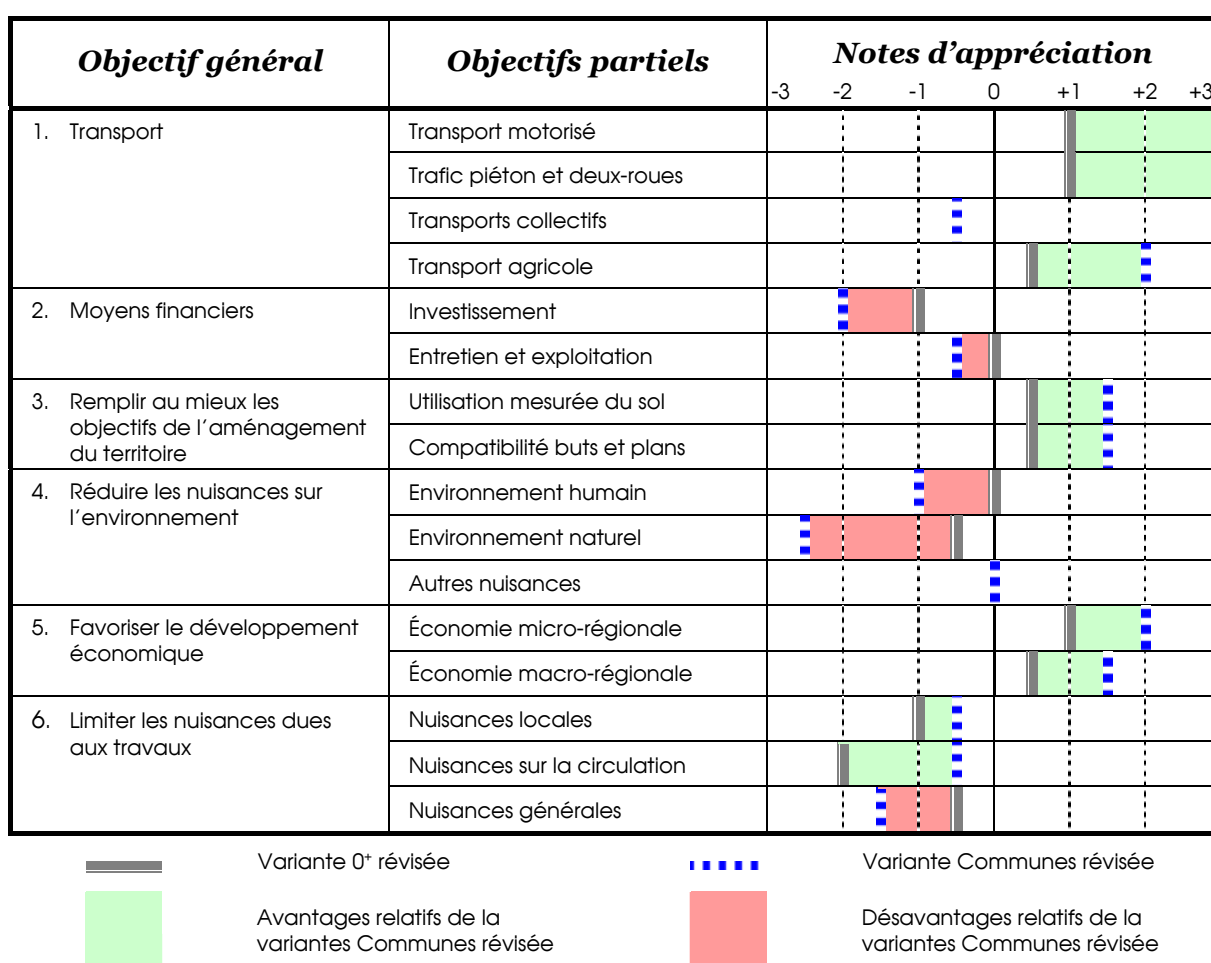 Objectif général
Objectifs partiels
Notes d'appréciation
-3 -2 -1 0 +1 +2 +3
1. Transport
Transport motorisé
Trafic piéton et deux-roues
Transports collectifs
Transport agricole
2. Moyens financiers
Investissement
Entretien et exploitation
3. Remplir au mieux les
objectifs de l'aménagement
du territoire
Utilisation mesurée du sol
Compatibilité buts et plans
4. Réduire les nuisances sur
l'environnement
Environnement humain
Environnement naturel
Autres nuisances
5. Favoriser le développement
économique
Économie micro-régionale
Économie macro-régionale
6. Limiter les nuisances dues
aux travaux
Nuisances locales
Nuisances sur la circulation
Nuisances générales
Variante 0⁺ révisée
Variante Communes révisée
Avantages relatifs de la
variantes Communes révisée
Désavantages relatifs de la
variantes Communes révisée